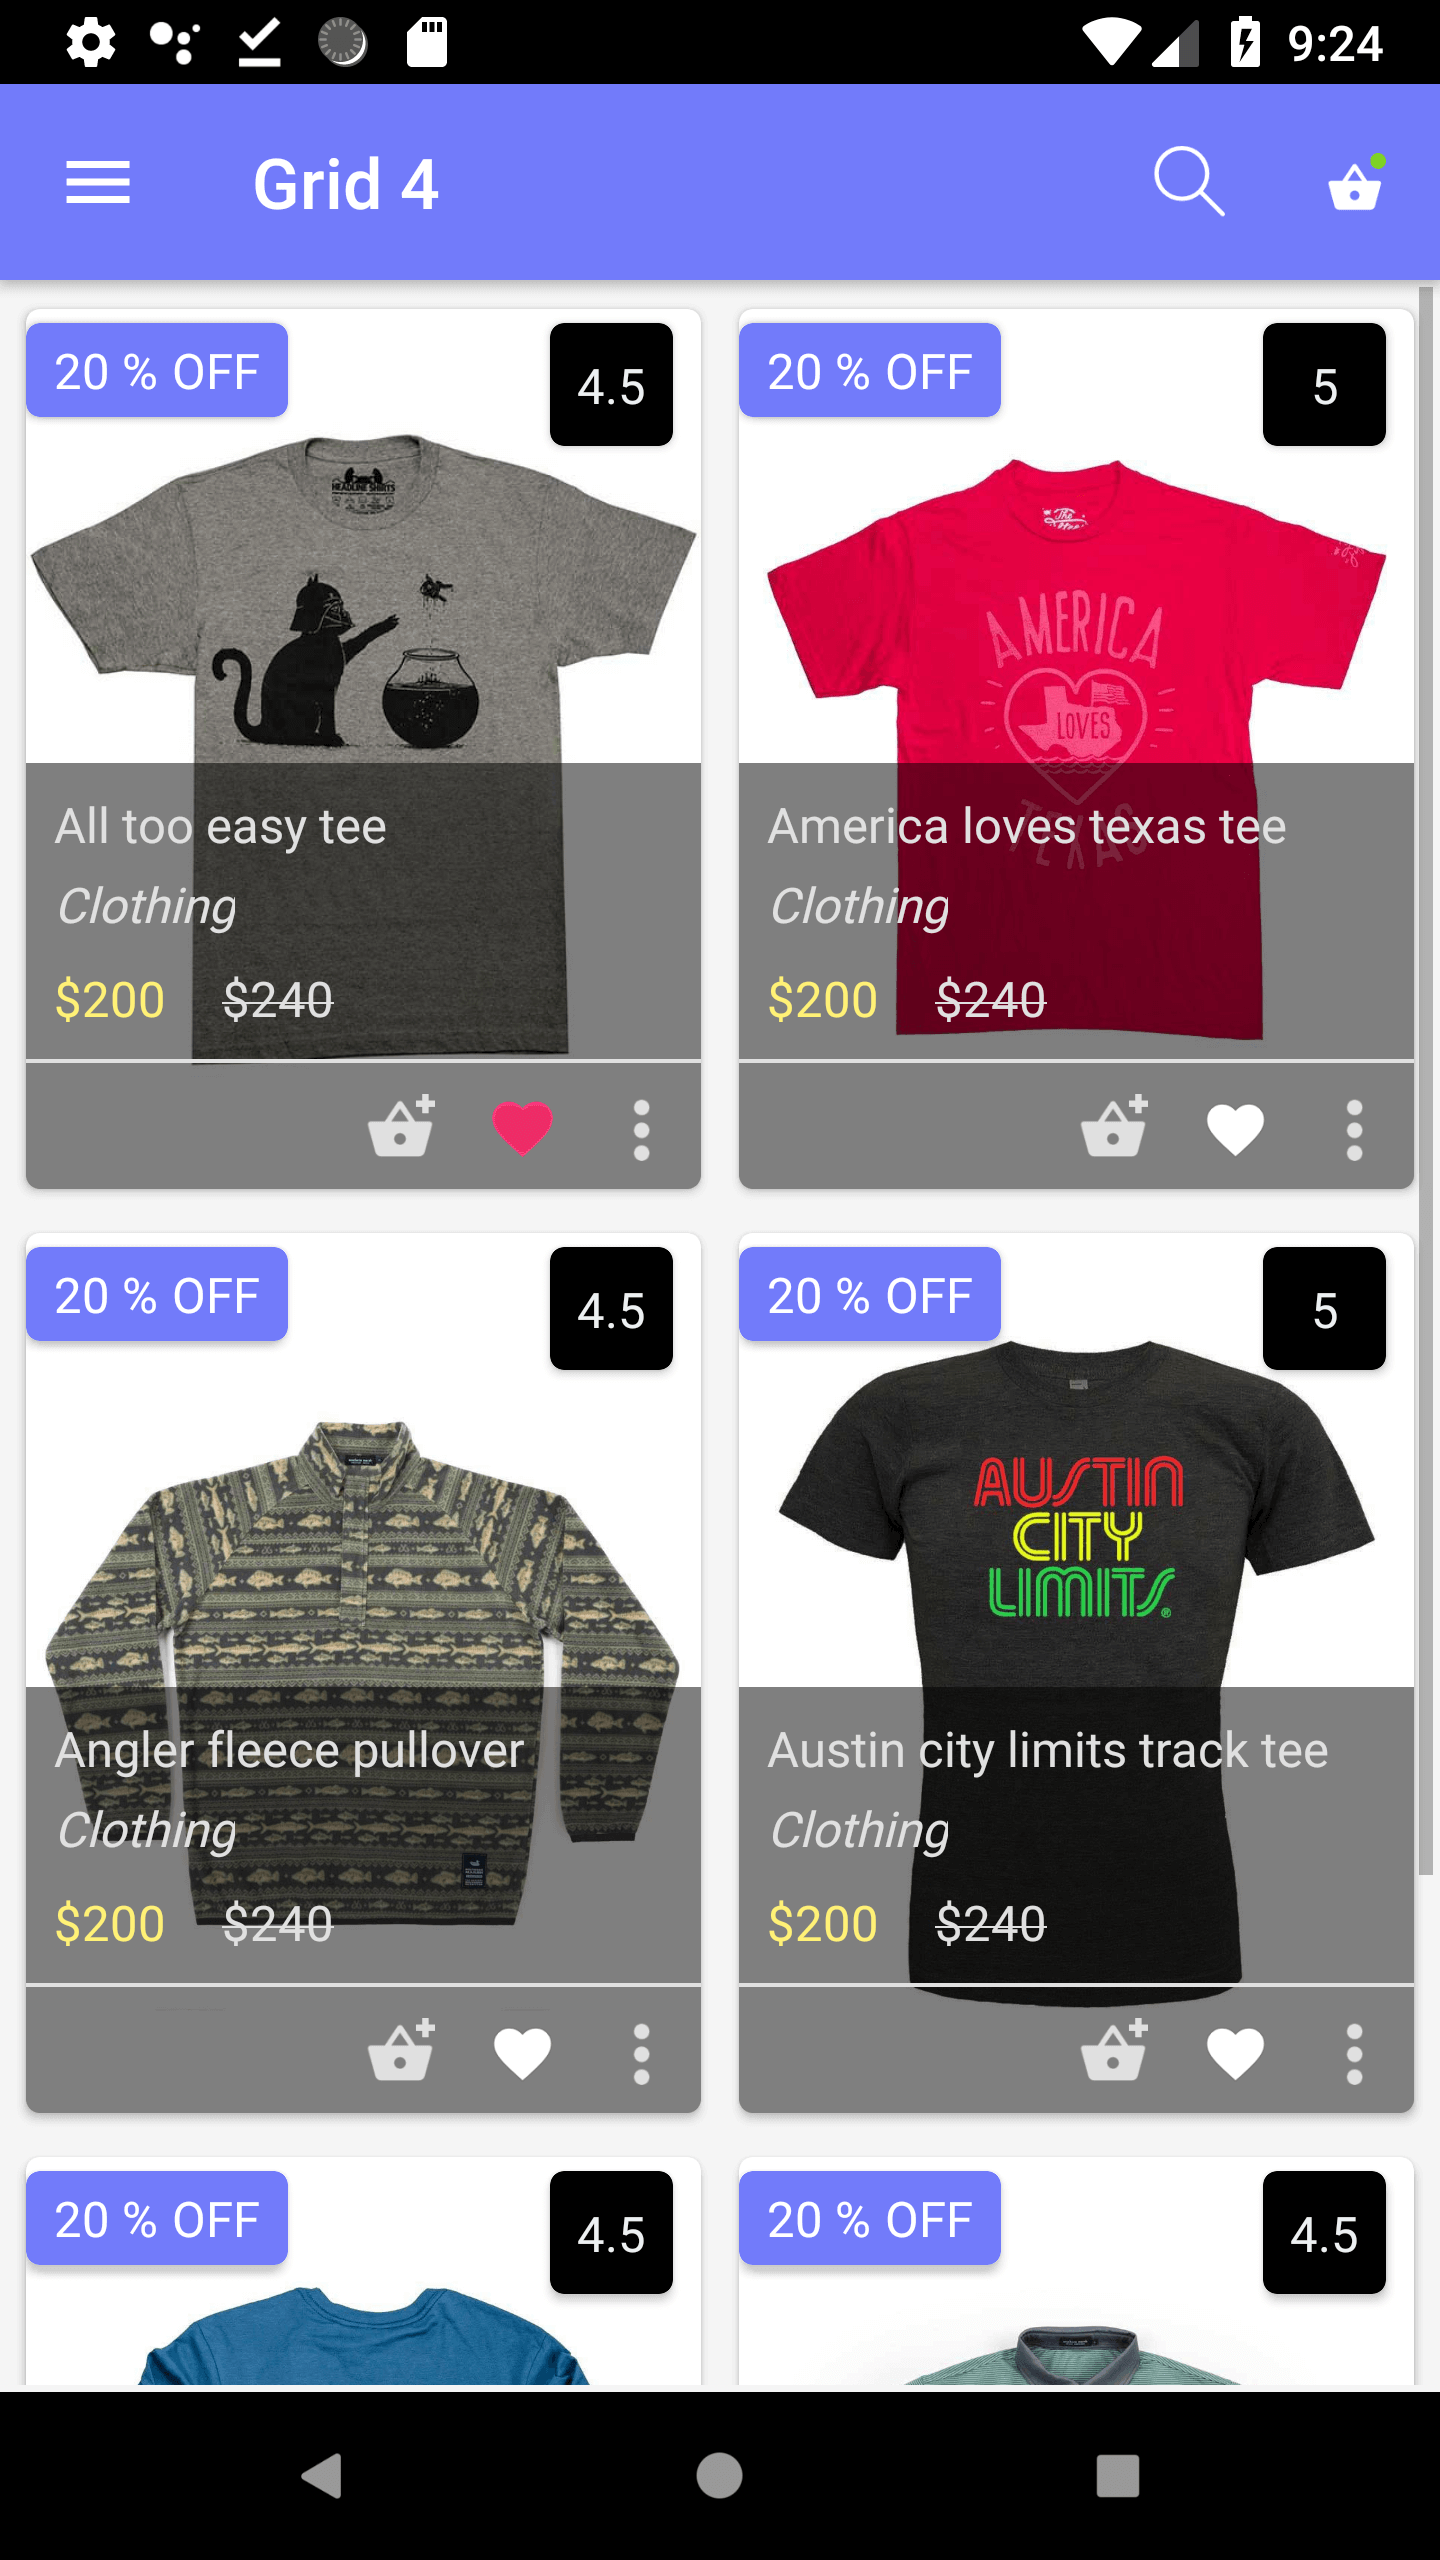 9:24
Grid 4
20 % OFF
4.5
HEADLINE SHIRTS
All too easy tee
Clothing
$200 $240
20 % OFF
5
The
AMERICA
LOVES
TEXAS
America loves texas tee
Clothing
$200 $240
20 % OFF
4.5
Angler fleece pullover
Clothing
$200 $240
20 % OFF
5
AUSTIN
CITY
LIMITS®
Austin city limits track tee
Clothing
$200 $240
20 % OFF
4.5
20 % OFF
4.5